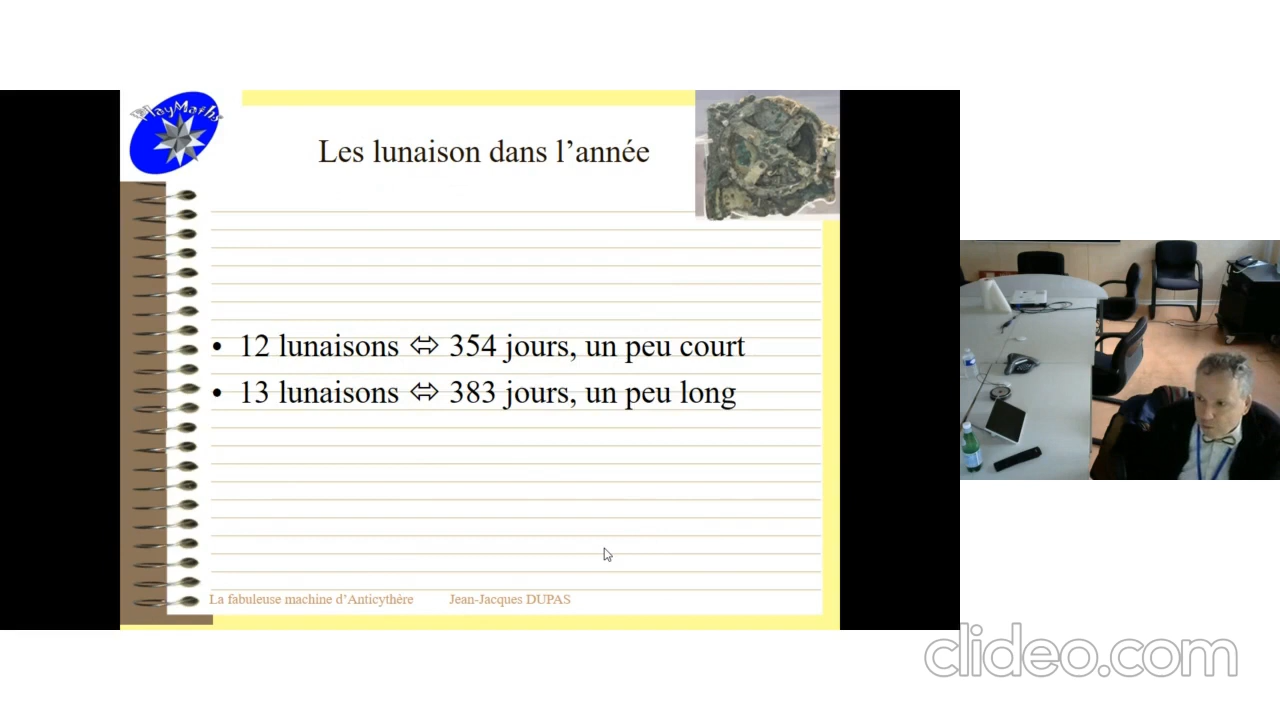 PlayMaths
Les lunaison dans l'année
• 12 lunaisons ⇔ 354 jours, un peu court
• 13 lunaisons ⇔ 383 jours, un peu long
La fabuleuse machine d'Anticythère Jean-Jacques DUPAS
clideo.com